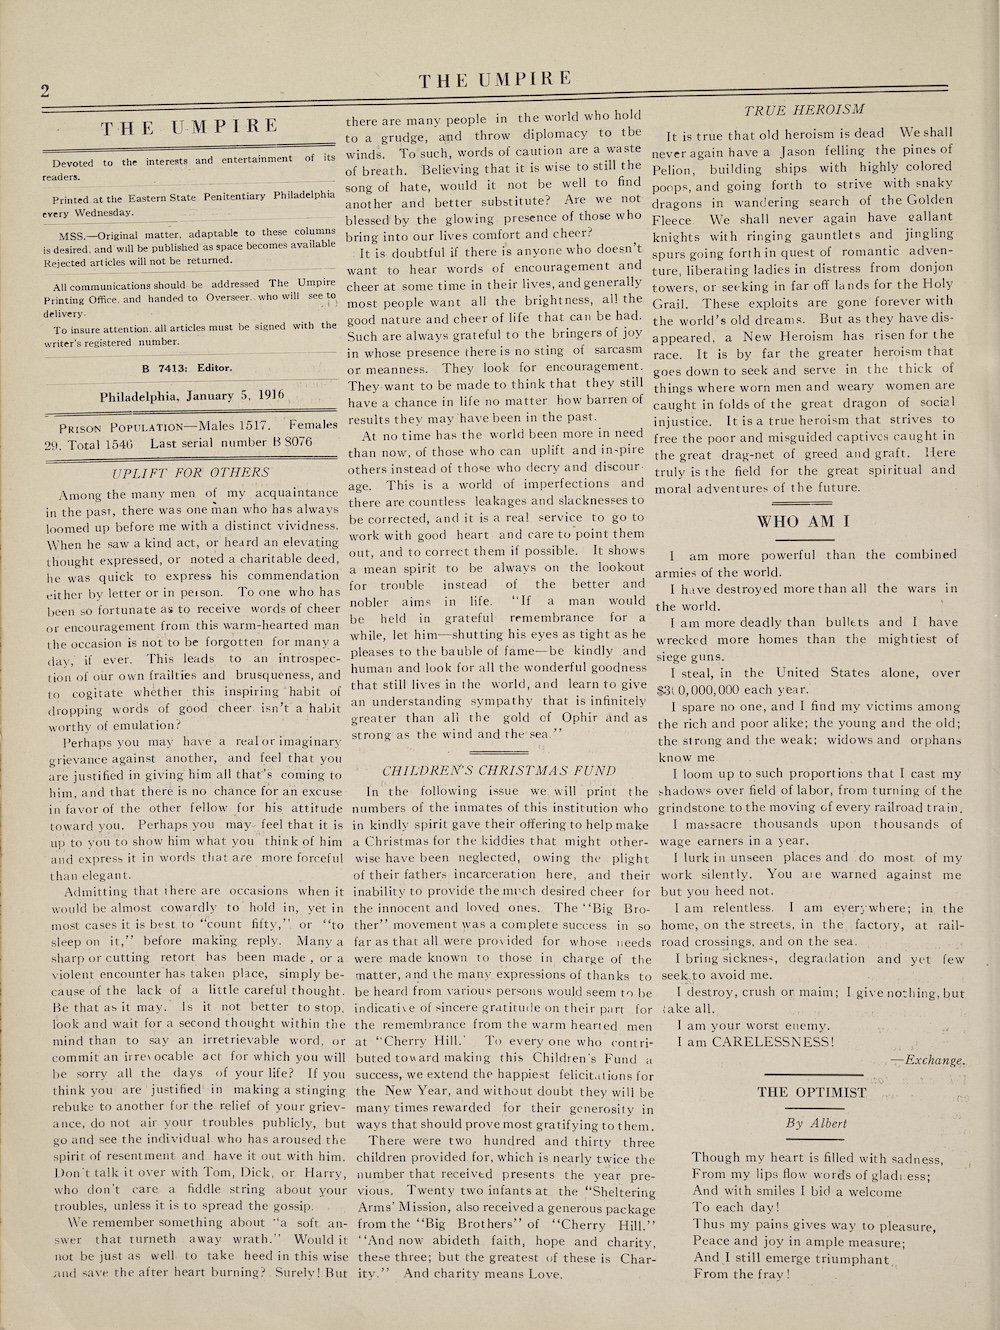 2
THE UMPIRE
THE UMPIRE
Devoted to the interests and entertainment of its
readers.
Printed at the Eastern State Penitentiary Philadelphia
every Wednesday.
MSS.—Original matter, adaptable to these columns
is desired, and will be published as space becomes available
Rejected articles will not be returned.
All communications should be addressed The Umpire
Printing Office, and handed to Overseer, who will see to
delivery.
To insure attention, all articles must be signed with the
writer's registered number.
B 7413: Editor.
Philadelphia, January 5, 1916
PRISON POPULATION—Males 1517. Females
29. Total 1546 Last serial number B 8076
UPLIFT FOR OTHERS
Among the many men of my acquaintance
in the past, there was one man who has always
loomed up before me with a distinct vividness.
When he saw a kind act, or heard an elevating
thought expressed, or noted a charitable deed,
he was quick to express his commendation
either by letter or in person. To one who has
been so fortunate as to receive words of cheer
or encouragement from this warm-hearted man
the occasion is not to be forgotten for many a
day, if ever. This leads to an introspec-
tion of our own frailties and brusqueness, and
to cogitate whether this inspiring habit of
dropping words of good cheer isn't a habit
worthy of emulation?
Perhaps you may have a real or imaginary
grievance against another, and feel that you
are justified in giving him all that's coming to
him, and that there is no chance for an excuse
in favor of the other fellow for his attitude
toward you. Perhaps you may feel that it is
up to you to show him what you think of him
and express it in words that are more forceful
than elegant.
Admitting that there are occasions when it
would be almost cowardly to hold in, yet in
most cases it is best to "count fifty," or "to
sleep on it," before making reply. Many a
sharp or cutting retort has been made , or a
violent encounter has taken place, simply be-
cause of the lack of a little careful thought.
Be that as it may. Is it not better to stop,
look and wait for a second thought within the
mind than to say an irretrievable word, or
commit an irrevocable act for which you will
be sorry all the days of your life? If you
think you are justified in making a stinging
rebuke to another for the relief of your griev-
ance, do not air your troubles publicly, but
go and see the individual who has aroused the
spirit of resentment and have it out with him.
Don't talk it over with Tom, Dick, or Harry,
who don't care a fiddle string about your
troubles, unless it is to spread the gossip.
We remember something about "a soft an-
swer that turneth away wrath." Would it
not be just as well to take heed in this wise
and save the after heart burning? Surely! But
there are many people in the world who hold
to a grudge, and throw diplomacy to tbe
winds. To such, words of caution are a waste
of breath. Believing that it is wise to still the
song of hate, would it not be well to find
another and better substitute? Are we not
blessed by the glowing presence of those who
bring into our lives comfort and cheer?
It is doubtful if there is anyone who doesn't
want to hear words of encouragement and
cheer at some time in their lives, and generally
most people want all the brightness, all the
good nature and cheer of life that can be had.
Such are always grateful to the bringers of joy
in whose presence there is no sting of sarcasm
or meanness. They look for encouragement.
They want to be made to think that they still
have a chance in life no matter how barren of
results they may have been in the past.
At no time has the world been more in need
than now, of those who can uplift and inspire
others instead of those who decry and discour-
age. This is a world of imperfections and
there are countless leakages and slacknesses to
be corrected, and it is a real service to go to
work with good heart and care to point them
out, and to correct them if possible. It shows
a mean spirit to be always on the lookout
for trouble instead of the better and
nobler aims in life. "If a man would
be held in grateful remembrance for a
while, let him—shutting his eyes as tight as he
pleases to the bauble of fame—be kindly and
human and look for all the wonderful goodness
that still lives in the world, and learn to give
an understanding sympathy that is infinitely
greater than all the gold of Ophir and as
strong as the wind and the sea."
CHILDREN'S CHRISTMAS FUND
In the following issue we will print the
numbers of the inmates of this institution who
in kindly spirit gave their offering to help make
a Christmas for the kiddies that might other-
wise have been neglected, owing the plight
of their fathers incarceration here, and their
inability to provide the much desired cheer for
the innocent and loved ones. The "Big Bro-
ther" movement was a complete success in so
far as that all were provided for whose needs
were made known to those in charge of the
matter, and the many expressions of thanks to
be heard from various persons would seem to be
indicative of sincere gratitude on their part for
the remembrance from the warm hearted men
at "Cherry Hill.' To every one who contri-
buted toward making this Children's Fund a
success, we extend the happiest felicitations for
the New Year, and without doubt they will be
many times rewarded for their generosity in
ways that should prove most gratifying to them.
There were two hundred and thirty three
children provided for, which is nearly twice the
number that received presents the year pre-
vious. Twenty two infants at the "Sheltering
Arms' Mission, also received a generous package
from the "Big Brothers" of "Cherry Hill."
"And now abideth faith, hope and charity,
these three; but the greatest of these is Char-
ity." And charity means Love.
TRUE HEROISM
It is true that old heroism is dead We shall
never again have a Jason felling the pines of
Pelion, building ships with highly colored
poops, and going forth to strive with snaky
dragons in wandering search of the Golden
Fleece We shall never again have gallant
knights with ringing gauntlets and jingling
spurs going forth in quest of romantic adven-
ture, liberating ladies in distress from donjon
towers, or seeking in far off lands for the Holy
Grail. These exploits are gone forever with
the world's old dreams. But as they have dis-
appeared, a New Heroism has risen for the
race. It is by far the greater heroism that
goes down to seek and serve in the thick of
things where worn men and weary women are
caught in folds of the great dragon of social
injustice. It is a true heroism that strives to
free the poor and misguided captives caught in
the great drag-net of greed and graft. Here
truly is the field for the great spiritual and
moral adventures of the future.
WHO AM I
I am more powerful than the combined
armies of the world.
I have destroyed more than all the wars in
the world.
I am more deadly than bullets and I have
wrecked more homes than the mightiest of
siege guns.
I steal, in the United States alone, over
$300,000,000 each year.
I spare no one, and I find my victims among
the rich and poor alike; the young and the old;
the strong and the weak; widows and orphans
know me
I loom up to such proportions that I cast my
shadows over field of labor, from turning of the
grindstone to the moving of every railroad train.
I massacre thousands upon thousands of
wage earners in a year.
I lurk in unseen places and do most of my
work silently. You are warned against me
but you heed not.
I am relentless. I am everywhere; in the
home, on the streets, in the factory, at rail-
road crossings, and on the sea.
I bring sickness, degradation and yet few
seek to avoid me.
I destroy, crush or maim; I give nothing, but
take all.
I am your worst enemy.
I am CARELESSNESS!
—Exchange.
THE OPTIMIST
By Albert
Though my heart is filled with sadness,
From my lips flow words of gladness;
And with smiles I bid a welcome
To each day!
Thus my pains gives way to pleasure,
Peace and joy in ample measure;
And I still emerge triumphant
From the fray!